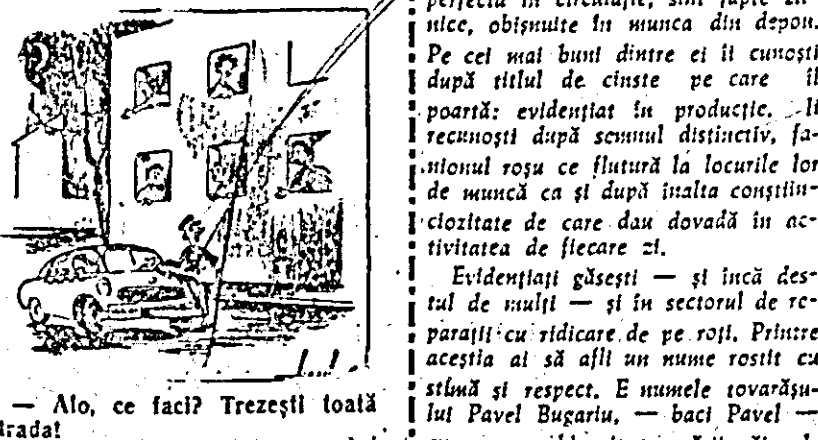 — Alo, ce faci? Trezești toată
trada!
perfectă în circulație, sînt fapte zil-
nice, obișnuite în munca din depou.
Pe cei mai buni dintre ei îi cunoști
după titlul de cinste pe care îl
poartă: evidențiat în producție. Îi
recunoști după semnul distinctiv, fa-
nionul roșu ce flutură la locurile lor
de muncă ca și după înalta conștiin-
ciozitate de care dau dovadă în ac-
tivitatea de fiecare zi.
Evidențiați găsești — și încă des-
tul de mulți — și în sectorul de re-
parații cu ridicare de pe roți. Printre
aceștia ai să afli un nume rostit cu
stimă și respect. E numele tovarășu-
lui Pavel Bugariu, — baci Pavel —